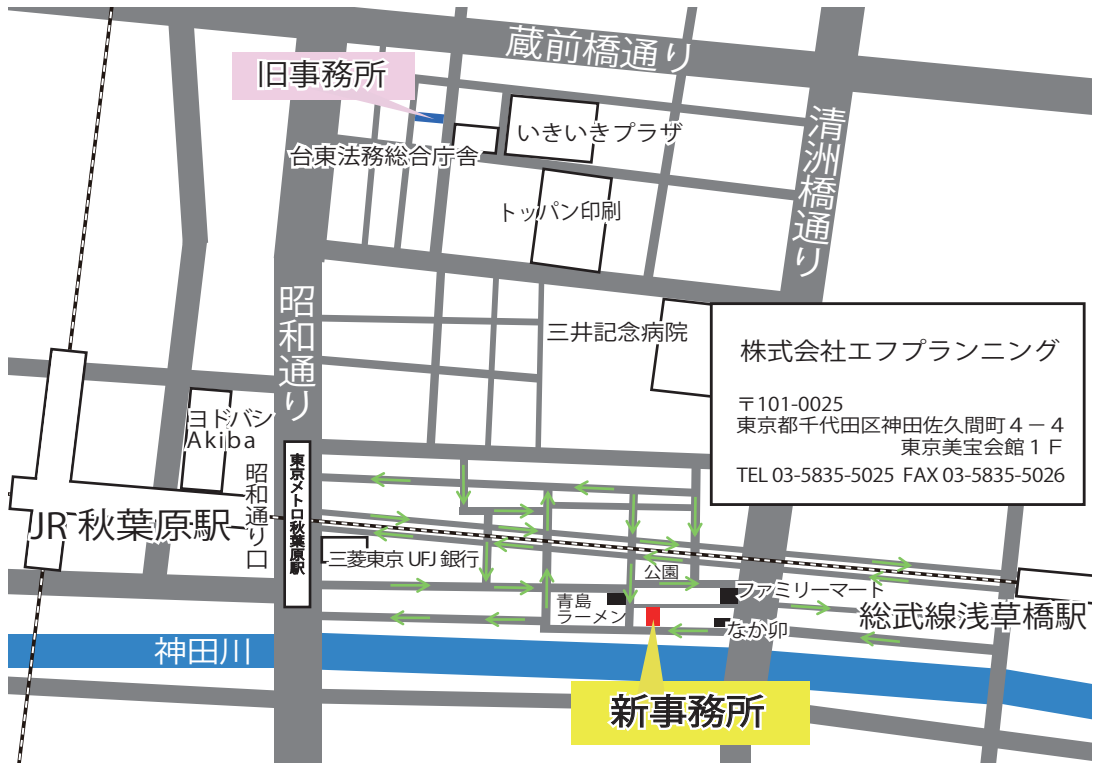 蔵前橋通り
旧事務所
いきいきプラザ
台東法務総合庁舎
清洲橋通り
トッパン印刷
昭和通り
三井記念病院
株式会社エフプランニング
〒101-0025
東京都千代田区神田佐久間町４－４
東京美宝会館１Ｆ
TEL 03-5835-5025 FAX 03-5835-5026
ヨドバシ
Akiba
昭和通り口
東京メトロ秋葉原駅
JR 秋葉原駅
三菱東京 UFJ 銀行
公園
ファミリーマート
青島
ラーメン
総武線浅草橋駅
なか卯
神田川
新事務所